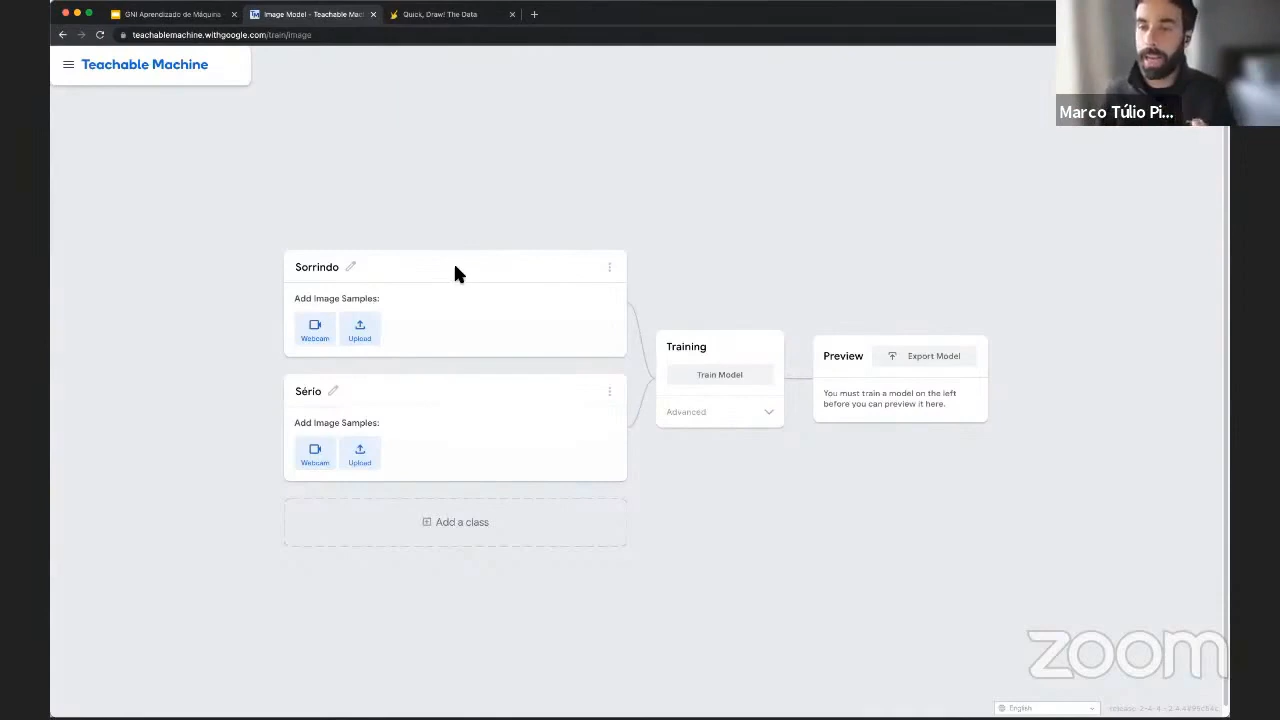 GNI Aprendizado de Máquina
Image Model - Teachable Mac
Quick, Draw! The Data
teachablemachine.withgoogle.com/train/image
Teachable Machine
Marco Túlio Pi...
Sorrindo
Add Image Samples:
Webcam
Upload
Sério
Add Image Samples:
Webcam
Upload
Add a class
Training
Train Model
Advanced
Preview
Export Model
You must train a model on the left
before you can preview it here.
zoom
English